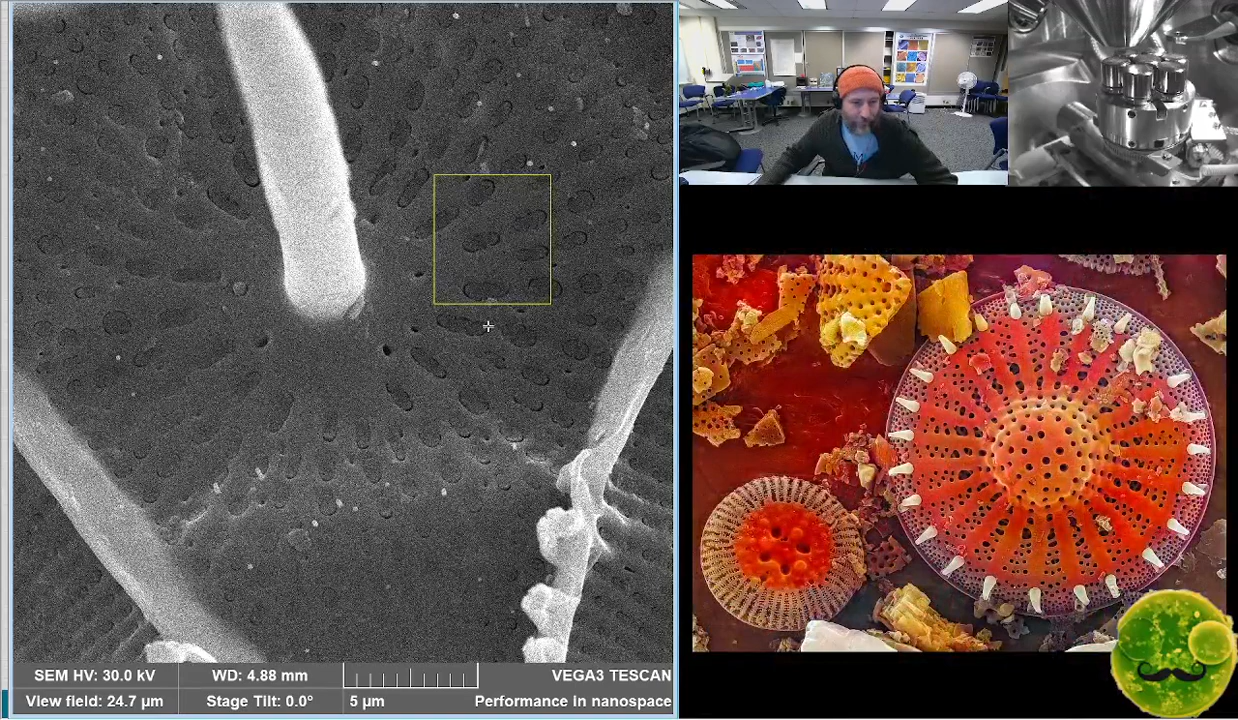 SEM HV: 30.0 kV
WD: 4.88 mm
VEGA3 TESCAN
View field: 24.7 µm
Stage Tilt: 0.0°
5 µm
Performance in nanospace